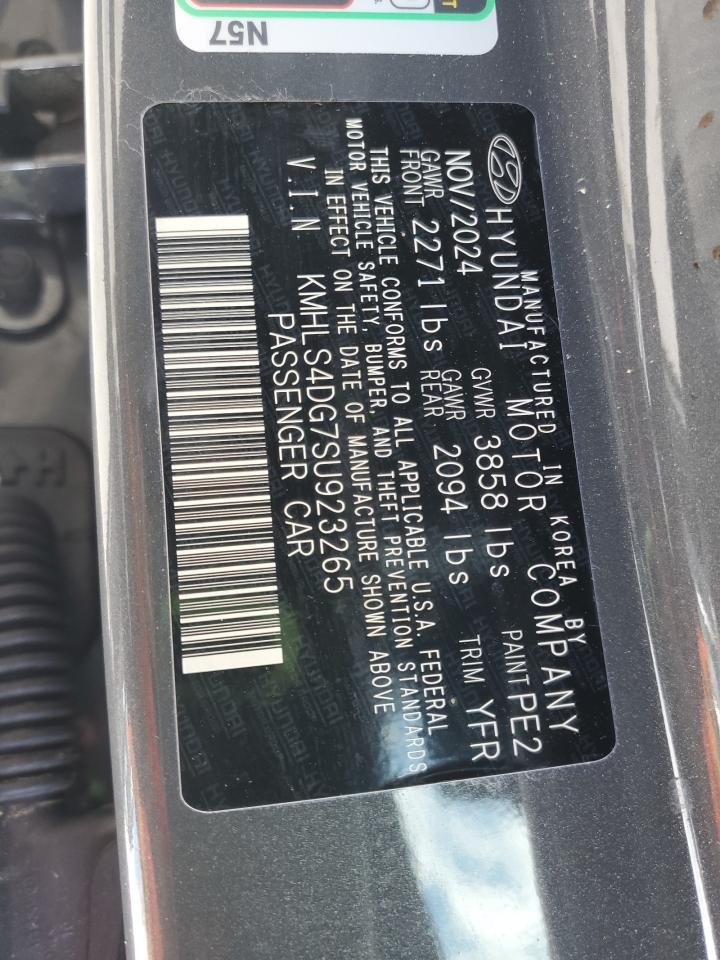 N57
MANUFACTURED IN KOREA BY
HYUNDAI MOTOR COMPANY
NOV/2024 GVWR 3858 lbs PAINT PE2
GAWR FRONT 2271 lbs GAWR REAR 2094 lbs TRIM YFR
THIS VEHICLE CONFORMS TO ALL APPLICABLE U.S.A. FEDERAL
MOTOR VEHICLE SAFETY, BUMPER, AND THEFT PREVENTION STANDARDS
IN EFFECT ON THE DATE OF MANUFACTURE SHOWN ABOVE
V.I.N KMHLS4DG7SU923265
PASSENGER CAR